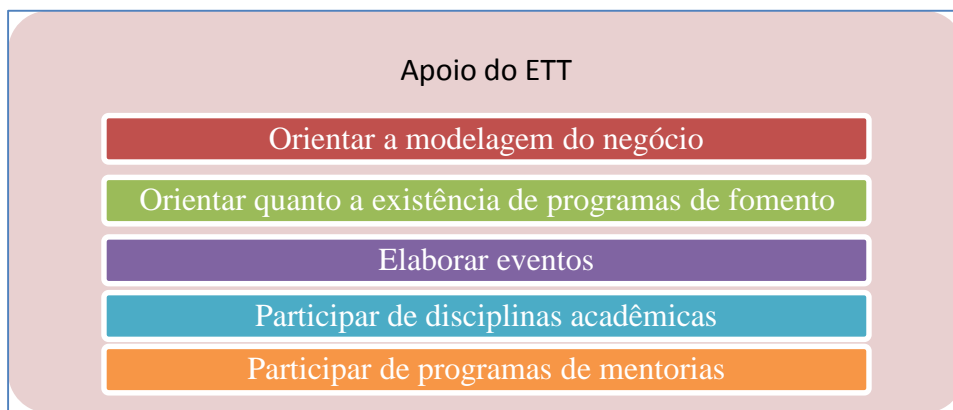 Apoio do ETT
Orientar a modelagem do negócio
Orientar quanto a existência de programas de fomento
Elaborar eventos
Participar de disciplinas acadêmicas
Participar de programas de mentorias